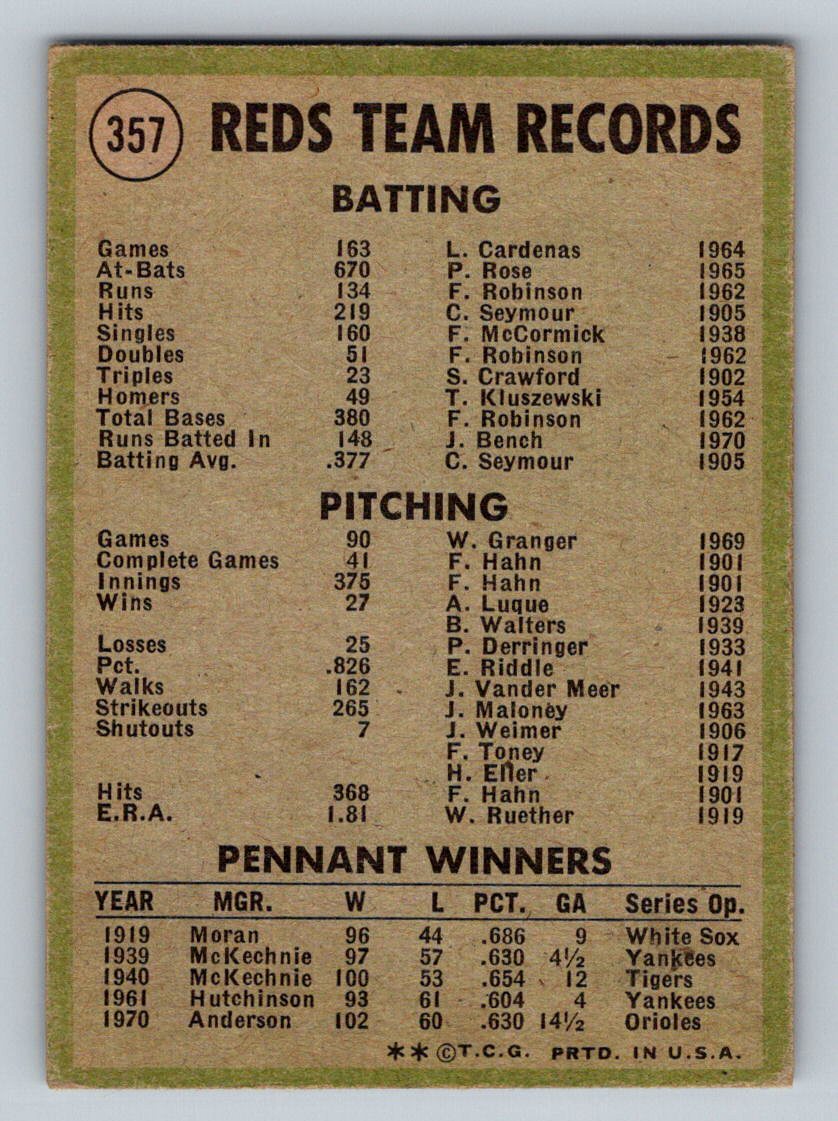 357 REDS TEAM RECORDS
BATTING
Games 163 L. Cardenas 1964
At-Bats 670 P. Rose 1965
Runs 134 F. Robinson 1962
Hits 219 C. Seymour 1905
Singles 160 F. McCormick 1938
Doubles 51 F. Robinson 1962
Triples 23 S. Crawford 1902
Homers 49 T. Kluszewski 1954
Total Bases 380 F. Robinson 1962
Runs Batted In 148 J. Bench 1970
Batting Avg. .377 C. Seymour 1905
PITCHING
Games 90 W. Granger 1969
Complete Games 41 F. Hahn 1901
Innings 375 F. Hahn 1901
Wins 27 A. Luque 1923
B. Walters 1939
Losses 25 P. Derringer 1933
Pct. .826 E. Riddle 1941
Walks 162 J. Vander Meer 1943
Strikeouts 265 J. Maloney 1963
Shutouts 7 J. Weimer 1906
F. Toney 1917
H. Eller 1919
Hits 368 F. Hahn 1901
E.R.A. 1.81 W. Ruether 1919
PENNANT WINNERS
YEAR MGR. W L PCT. GA Series Op.
1919 Moran 96 44 .686 9 White Sox
1939 McKechnie 97 57 .630 4½ Yankees
1940 McKechnie 100 53 .654 12 Tigers
1961 Hutchinson 93 61 .604 4 Yankees
1970 Anderson 102 60 .630 14½ Orioles
** ©T.C.G. PRTD. IN U.S.A.